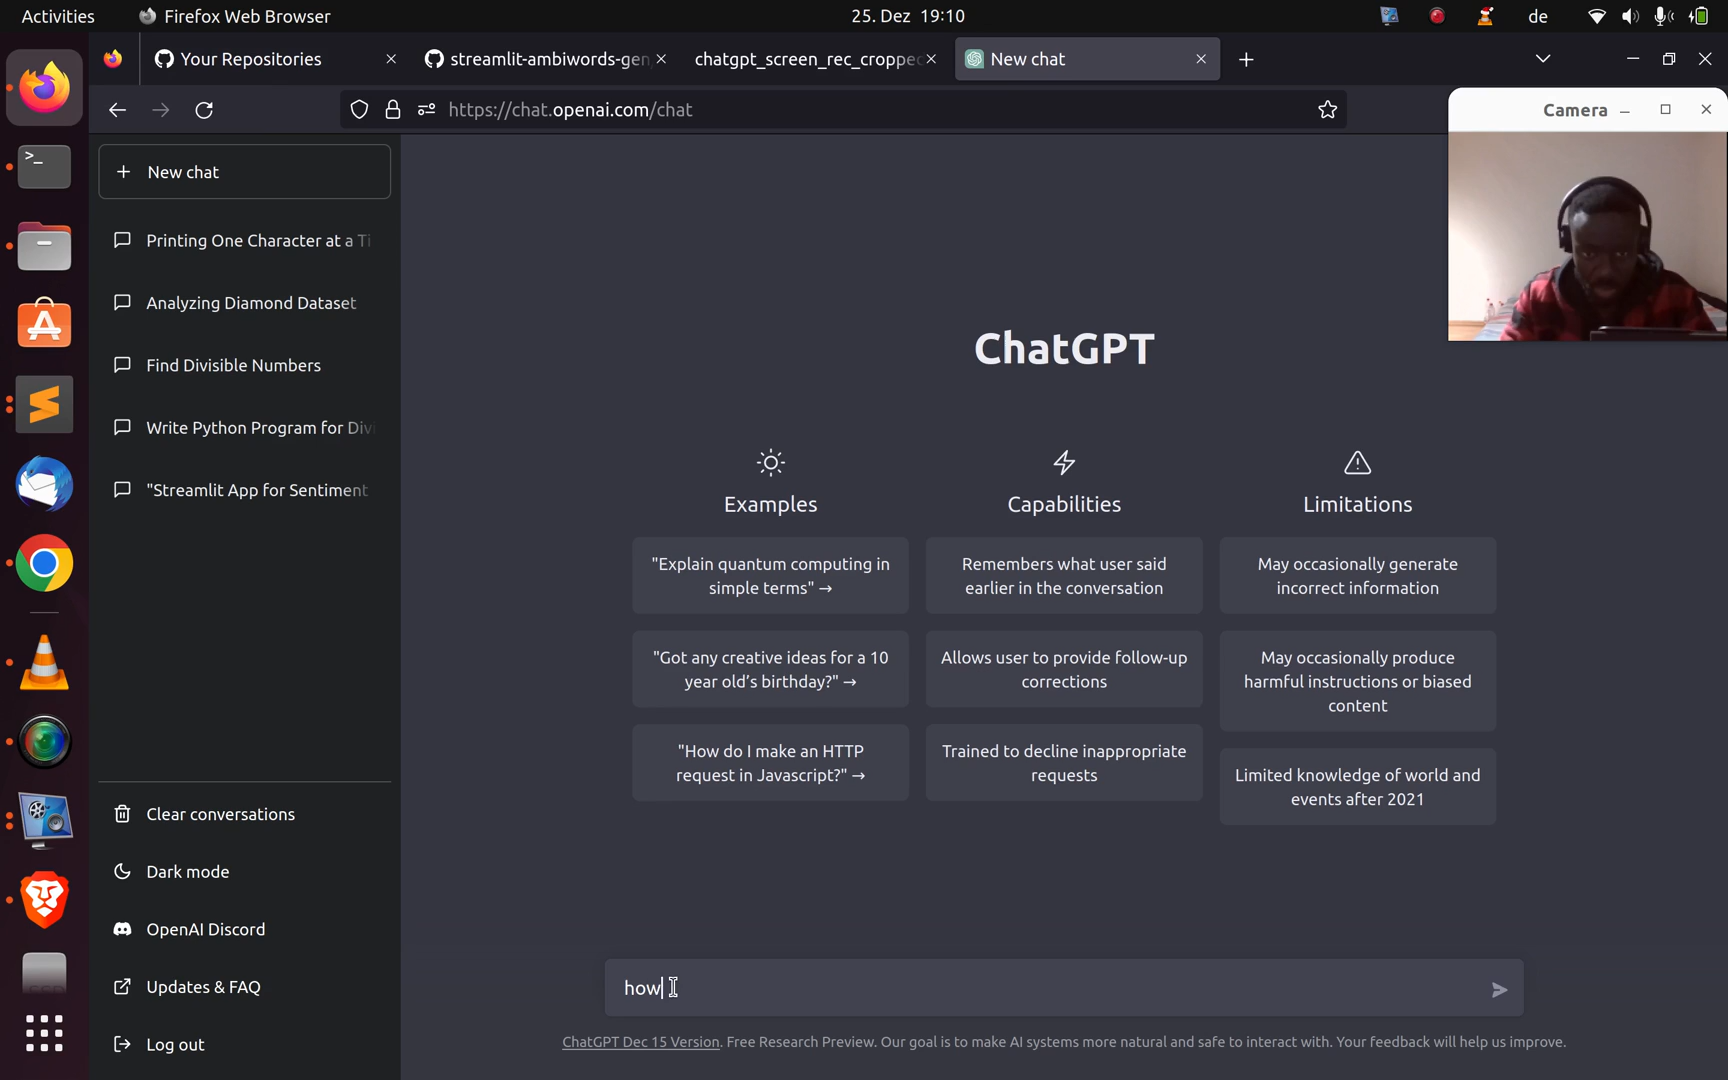 Activities
Firefox Web Browser
25. Dez 19:10
de
Your Repositories
streamlit-ambiwords-gen
chatgpt_screen_rec_cropped
New chat
https://chat.openai.com/chat
Camera
New chat
Printing One Character at a Ti
Analyzing Diamond Dataset
Find Divisible Numbers
Write Python Program for Divi
"Streamlit App for Sentiment
ChatGPT
Examples
Capabilities
Limitations
"Explain quantum computing in
simple terms" →
Remembers what user said
earlier in the conversation
May occasionally generate
incorrect information
"Got any creative ideas for a 10
year old's birthday?" →
Allows user to provide follow-up
corrections
May occasionally produce
harmful instructions or biased
content
"How do I make an HTTP
request in Javascript?" →
Trained to decline inappropriate
requests
Limited knowledge of world and
events after 2021
Clear conversations
Dark mode
OpenAI Discord
Updates & FAQ
Log out
how
ChatGPT Dec 15 Version. Free Research Preview. Our goal is to make AI systems more natural and safe to interact with. Your feedback will help us improve.